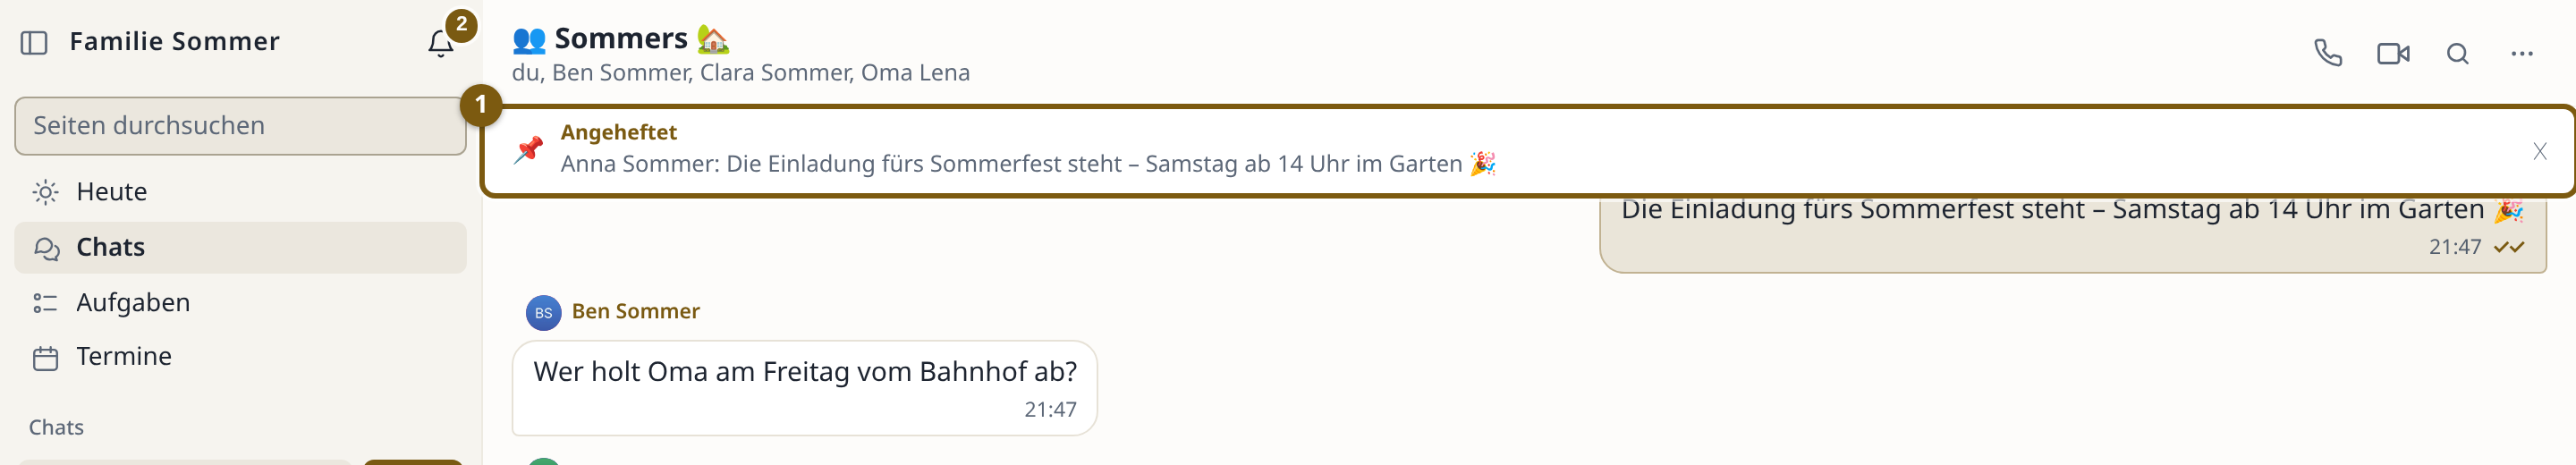 Familie Sommer
2
Seiten durchsuchen
Heute
Chats
Aufgaben
Termine
Chats
👥 Sommers 🏡
du, Ben Sommer, Clara Sommer, Oma Lena
1
Angeheftet
📌 Anna Sommer: Die Einladung fürs Sommerfest steht – Samstag ab 14 Uhr im Garten 🎉
X
Die Einladung fürs Sommerfest steht – Samstag ab 14 Uhr im Garten 🎉
21:47
BS Ben Sommer
Wer holt Oma am Freitag vom Bahnhof ab?
21:47